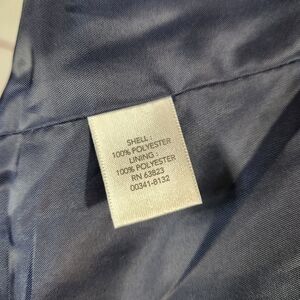 SHELL :
100% POLYESTER
LINING :
100% POLYESTER
RN 63823
00341-8132